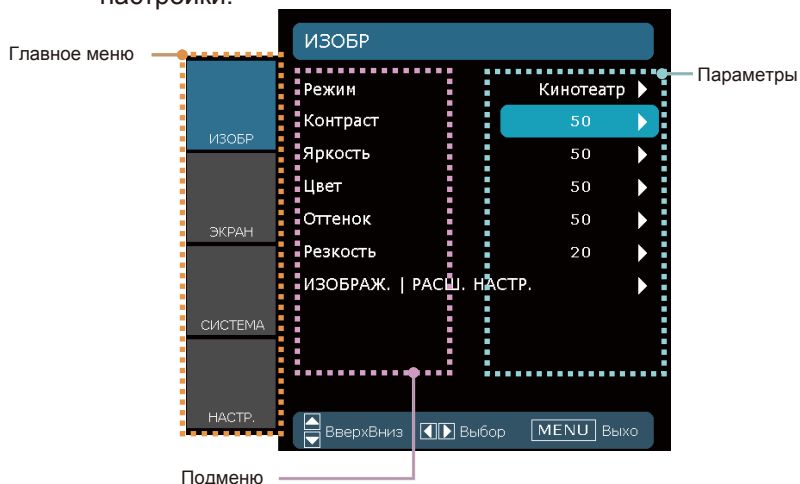 настройки.
ИЗОБР
Главное меню
Параметры
Режим Кинотеатр
Контраст 50
ИЗОБР
Яркость 50
Цвет 50
Оттенок 50
ЭКРАН
Резкость 20
ИЗОБРАЖ. | РАСШ. НАСТР.
СИСТЕМА
НАСТР.
ВверхВниз Выбор MENU Выхо
Подменю